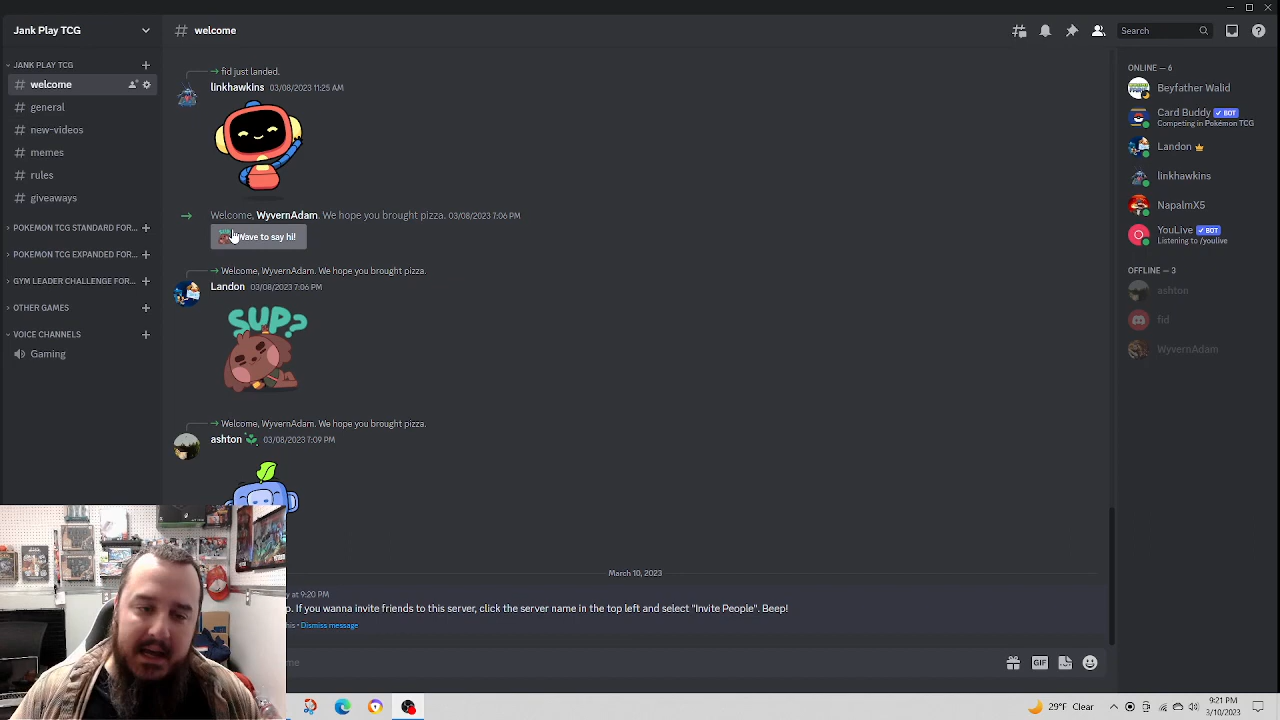 Jank Play TCG
# welcome
Search
JANK PLAY TCG
# welcome
# general
# new-videos
# memes
# rules
# giveaways
POKEMON TCG STANDARD FOR...
POKEMON TCG EXPANDED FOR...
GYM LEADER CHALLENGE FOR...
OTHER GAMES
VOICE CHANNELS
Gaming
fid just landed.
linkhawkins 03/08/2023 11:25 AM
Welcome, WyvernAdam. We hope you brought pizza. 03/08/2023 7:06 PM
Wave to say hi!
Welcome, WyvernAdam. We hope you brought pizza.
Landon 03/08/2023 7:06 PM
SUP?
Welcome, WyvernAdam. We hope you brought pizza.
ashton 03/08/2023 7:09 PM
March 10, 2023
at 9:20 PM
If you wanna invite friends to this server, click the server name in the top left and select "Invite People". Beep!
• Dismiss message
GIF
ONLINE — 6
Beyfather Walid
Card Buddy ✓ BOT
Competing in Pokémon TCG
Landon
linkhawkins
NapalmX5
YouLive ✓ BOT
Listening to /youlive
OFFLINE — 3
ashton
fid
WyvernAdam
29°F Clear
9:21 PM
3/10/2023